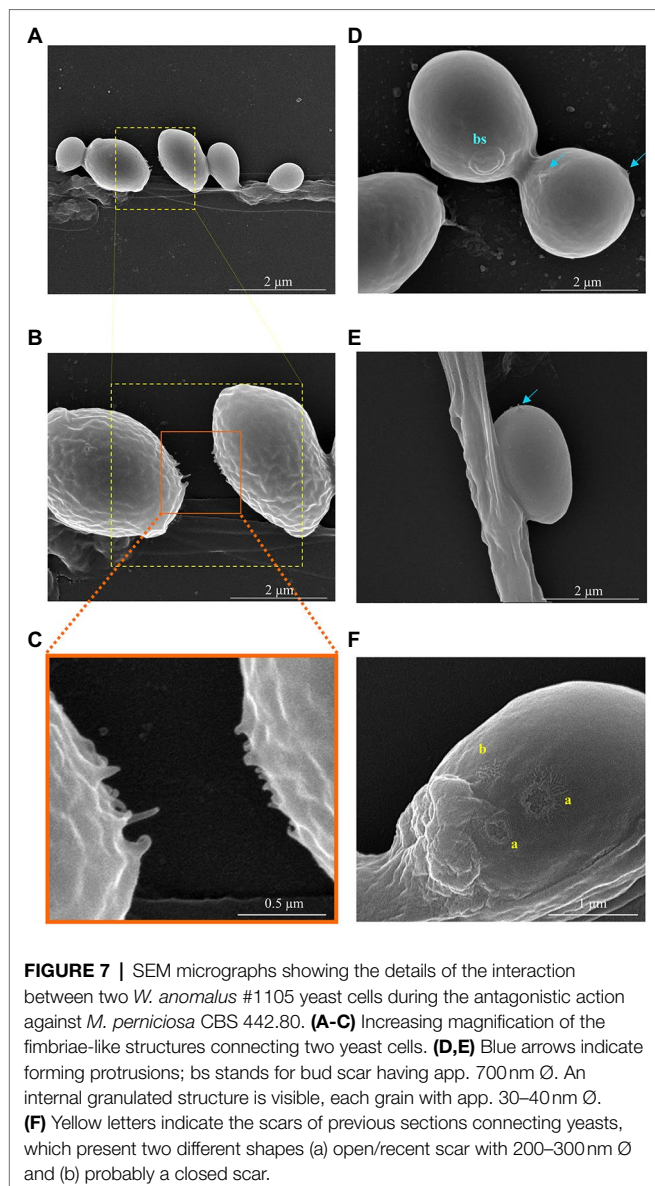 A
D
bs
2 µm
2 µm
B
E
2 µm
2 µm
C
F
b
a
a
0.5 µm
1 µm
FIGURE 7 | SEM micrographs showing the details of the interaction
between two W. anomalus #1105 yeast cells during the antagonistic action
against M. perniciosa CBS 442.80. (A-C) Increasing magnification of the
fimbriae-like structures connecting two yeast cells. (D,E) Blue arrows indicate
forming protrusions; bs stands for bud scar having app. 700 nm Ø. An
internal granulated structure is visible, each grain with app. 30–40 nm Ø.
(F) Yellow letters indicate the scars of previous sections connecting yeasts,
which present two different shapes (a) open/recent scar with 200–300 nm Ø
and (b) probably a closed scar.